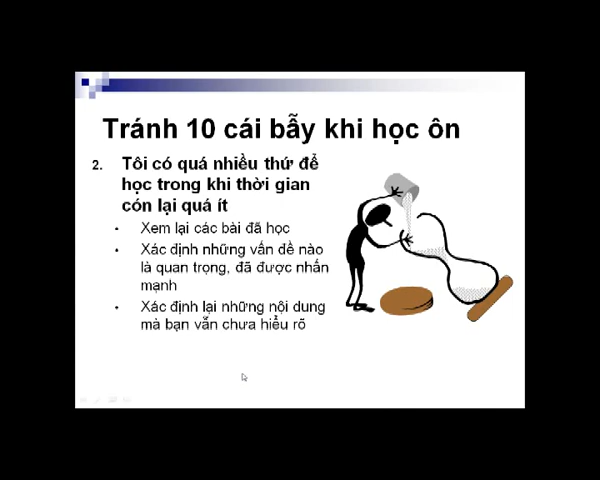 Tránh 10 cái bẫy khi học ôn
2. Tôi có quá nhiều thứ để
học trong khi thời gian
cón lại quá ít
• Xem lại các bài đã học
• Xác định những vấn đề nào
là quan trọng, đã được nhấn
mạnh
• Xác định lại những nội dung
mà bạn vẫn chưa hiểu rõ